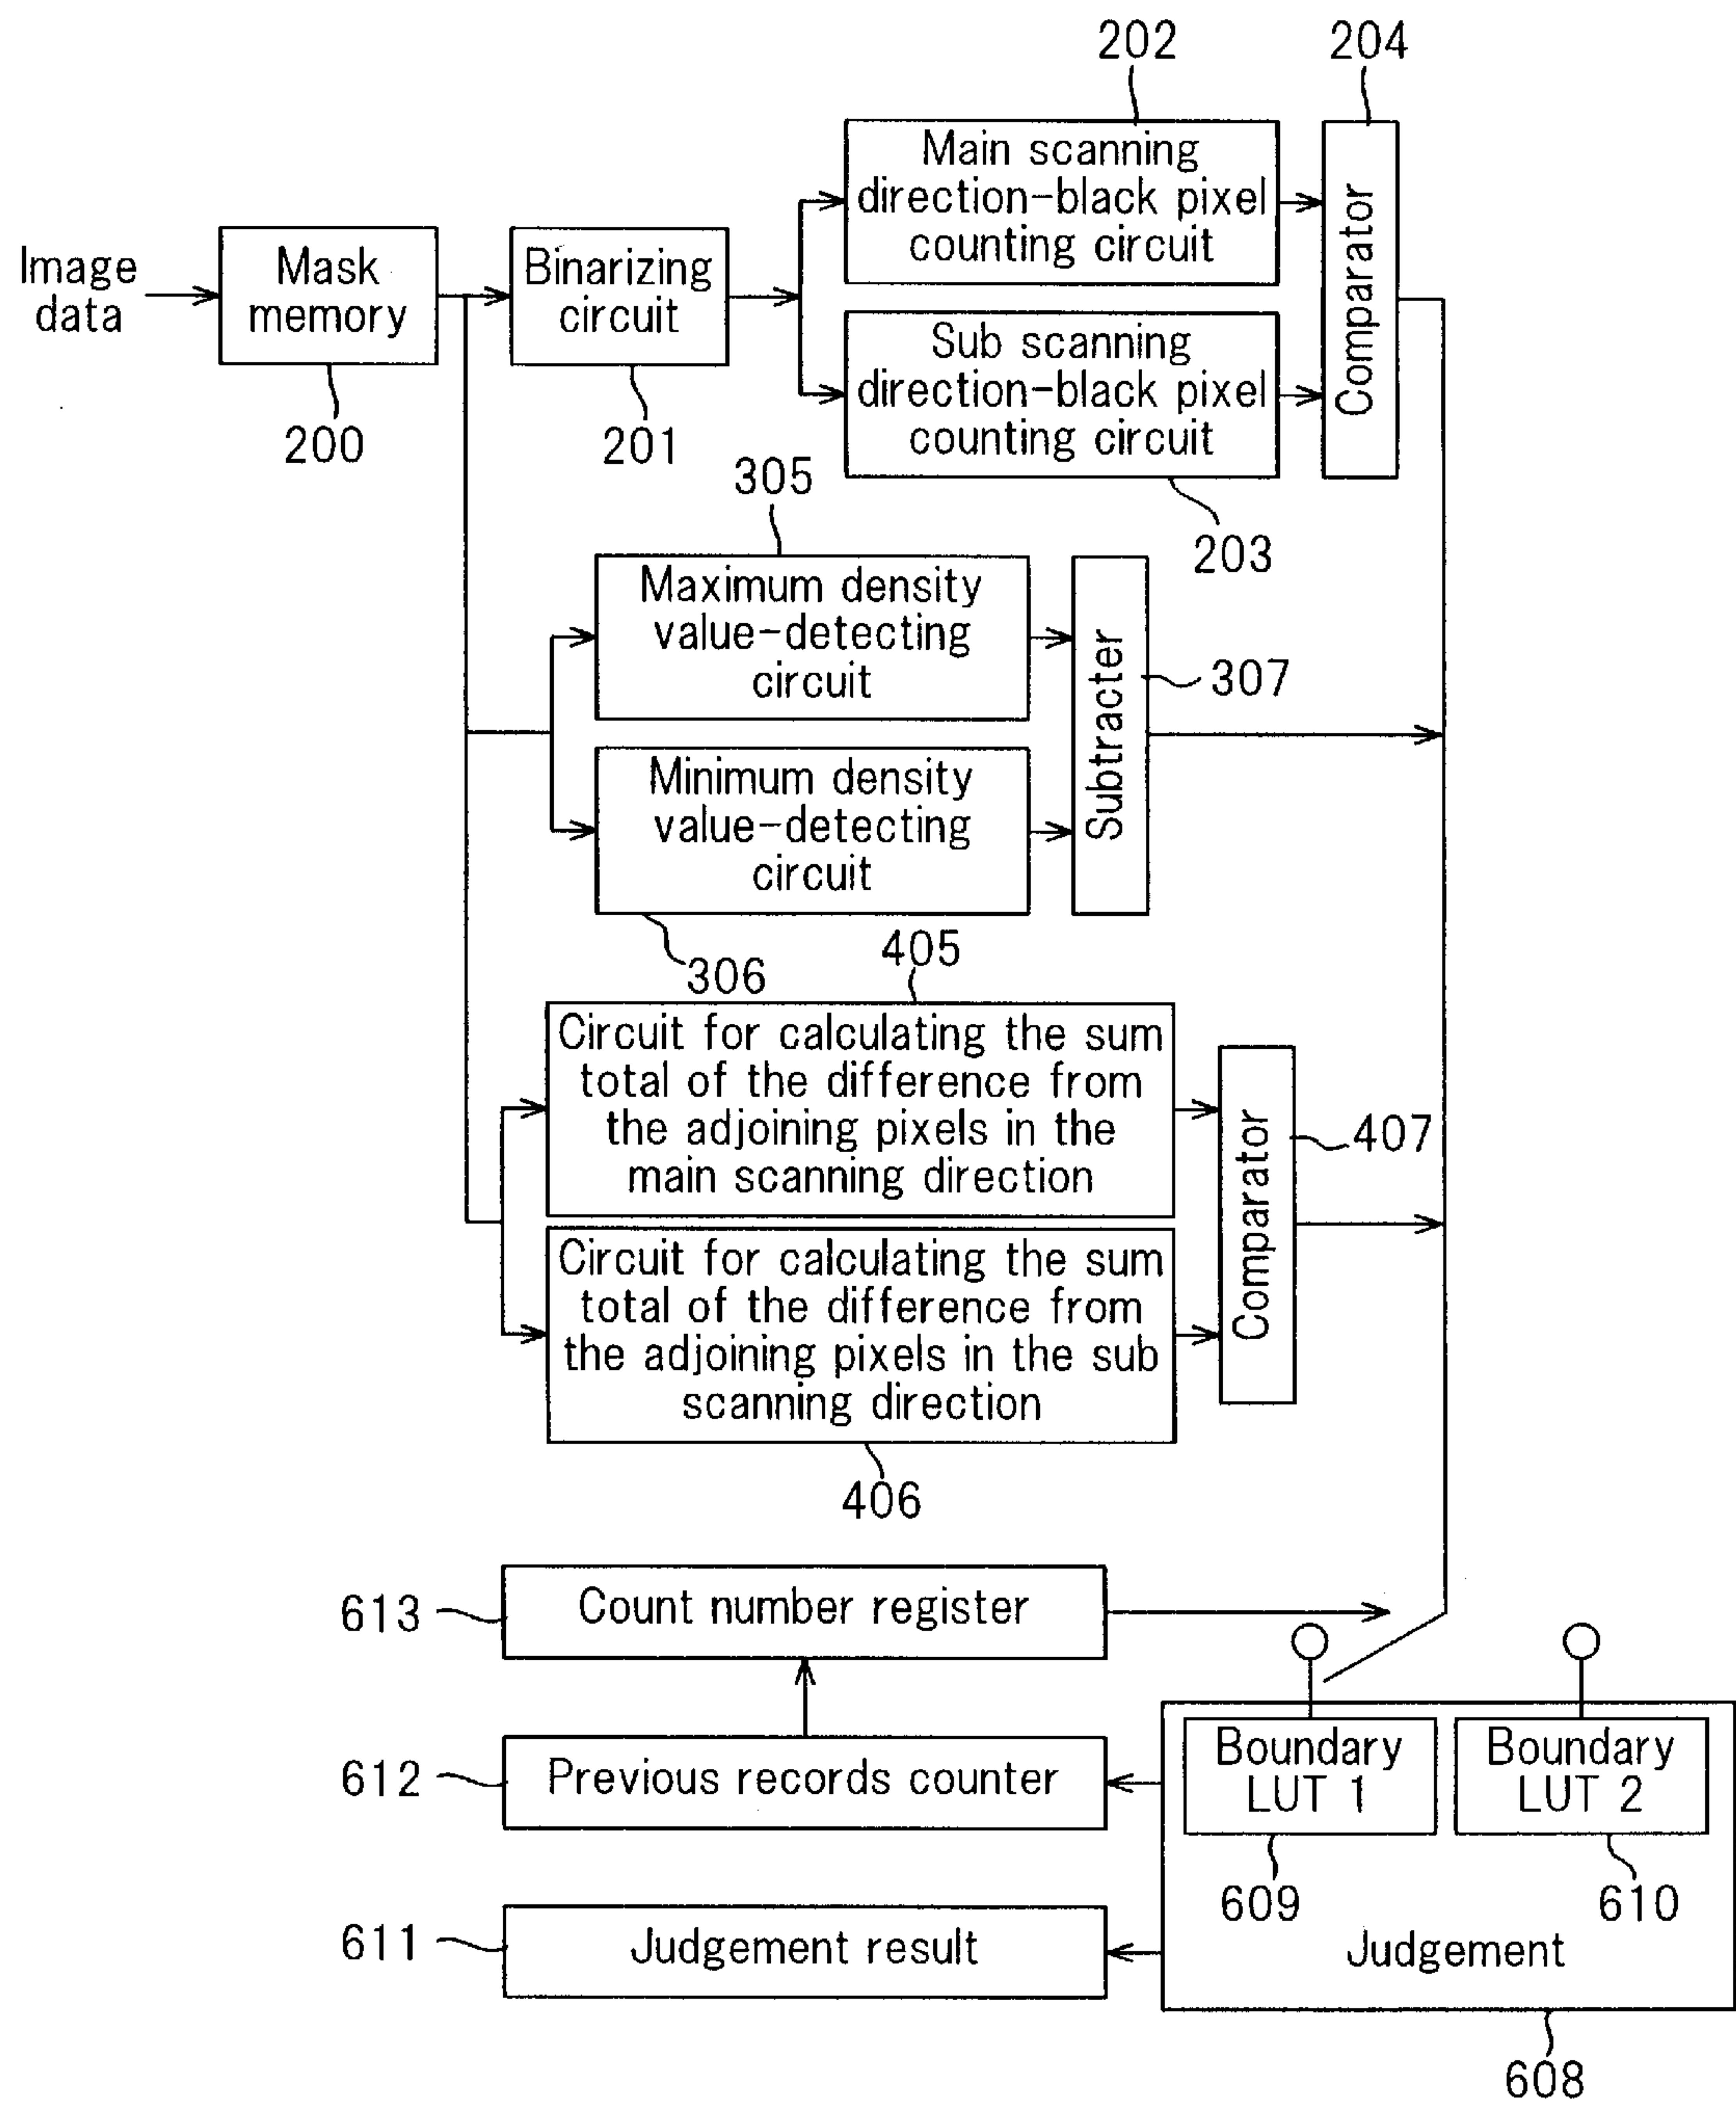 202
204
Main scanning
direction-black pixel
counting circuit
Comparator
Image
data
Mask
memory
Binarizing
circuit
Sub scanning
direction-black pixel
counting circuit
200
201
203
305
Maximum density
value-detecting
circuit
Subtracter
307
Minimum density
value-detecting
circuit
306
405
Circuit for calculating the sum
total of the difference from
the adjoining pixels in the
main scanning direction
Comparator
407
Circuit for calculating the sum
total of the difference from
the adjoining pixels in the sub
scanning direction
406
613
Count number register
612
Previous records counter
Boundary
LUT 1
Boundary
LUT 2
609
610
611
Judgement result
Judgement
608